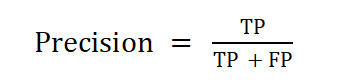 Precision = TP / TP + FP